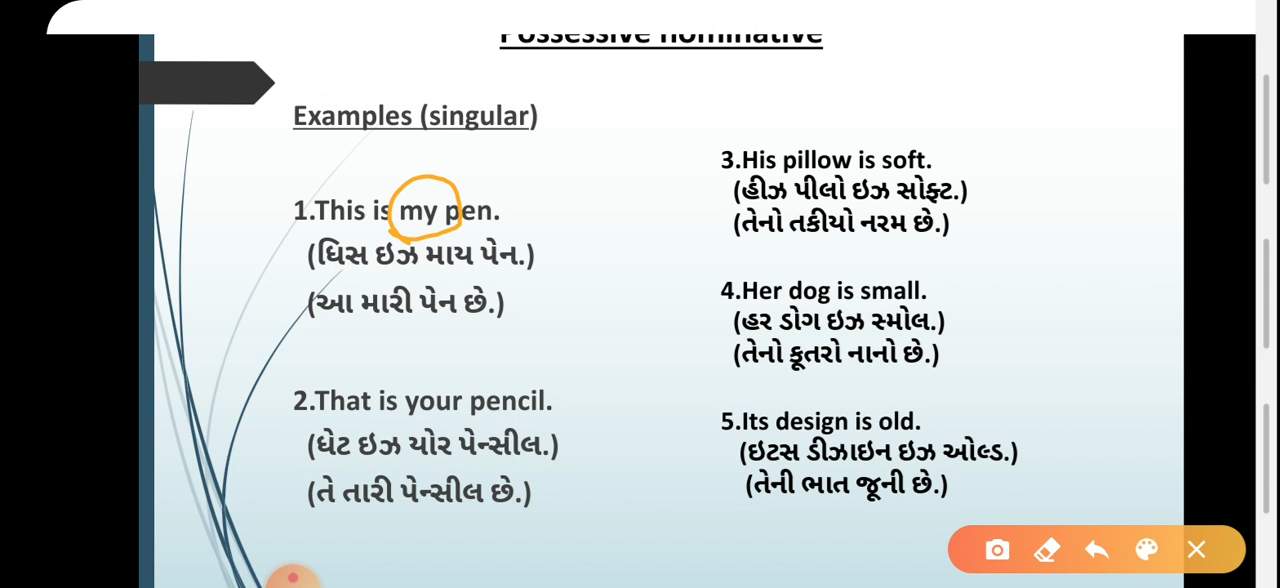 Possessive nominative
Examples (singular)
1.This is my pen.
(ધિસ ઇઝ માય પેન.)
(આ મારી પેન છે.)
2.That is your pencil.
(ધેટ ઇઝ યોર પેન્સીલ.)
(તે તારી પેન્સીલ છે.)
3.His pillow is soft.
(હીઝ પીલો ઇઝ સોફ્ટ.)
(તેનો તકીયો નરમ છે.)
4.Her dog is small.
(હર ડોગ ઇઝ સ્મોલ.)
(તેનો કૂતરો નાનો છે.)
5.Its design is old.
(ઇટસ ડીઝાઇન ઇઝ ઓલ્ડ.)
(તેની ભાત જૂની છે.)